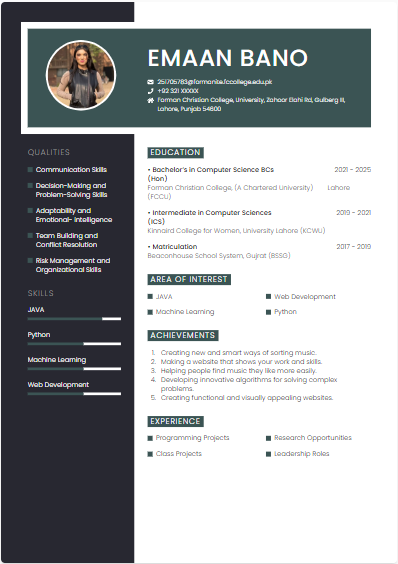 EMAAN BANO
251705783@formanite.fccollege.edu.pk
+92 321 XXXXX
Forman Christian College, University, Zahoor Elahi Rd, Gulberg III,
Lahore, Punjab 54600
QUALITIES
Communication Skills
Decision-Making and
Problem-Solving Skills
Adaptability and
Emotional- Intelligence
Team Building and
Conflict Resolution
Risk Management and
Organizational Skills
SKILLS
JAVA
Python
Machine Learning
Web Development
EDUCATION
• Bachelor's in Computer Science BCs 2021 - 2025
(Hon)
Forman Christian College, (A Chartered University) Lahore
(FCCU)
• Intermediate in Computer Sciences 2019 - 2021
(ICS)
Kinnaird College for Women, University Lahore (KCWU)
• Matriculation 2017 - 2019
Beaconhouse School System, Gujrat (BSSG)
AREA OF INTEREST
JAVA Web Development
Machine Learning Python
ACHIEVEMENTS
1. Creating new and smart ways of sorting music.
2. Making a website that shows your work and skills.
3. Helping people find music they like more easily.
4. Developing innovative algorithms for solving complex
problems.
5. Creating functional and visually appealing websites.
EXPERIENCE
Programming Projects Research Opportunities
Class Projects Leadership Roles